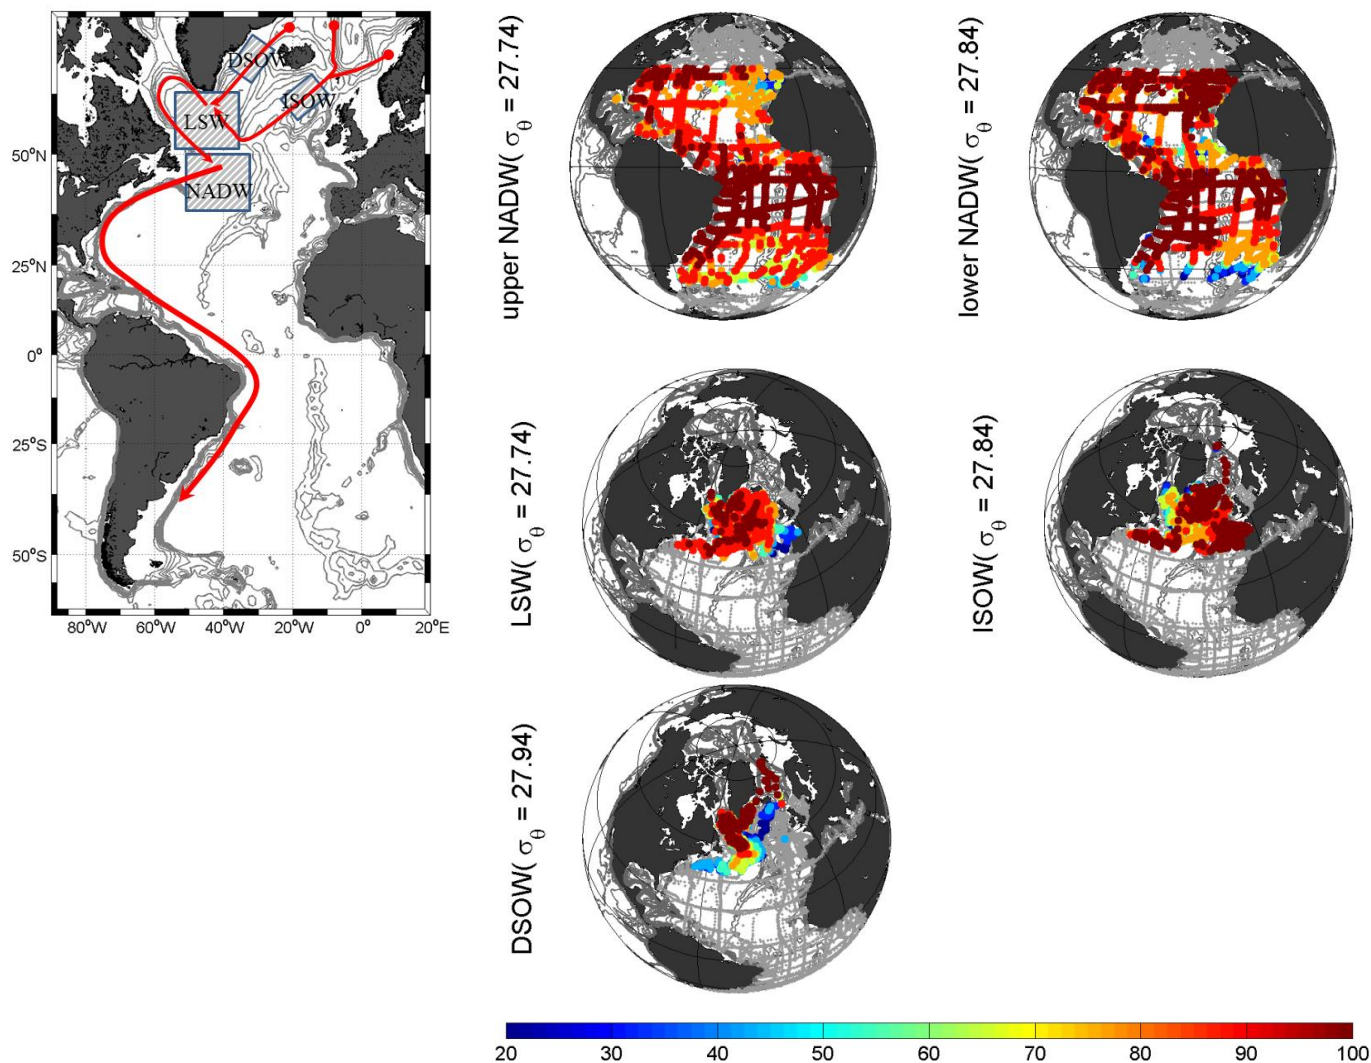 DSOW
ISOW
LSW
NADW
50°N
25°N
0°
25°S
50°S
80°W 60°W 40°W 20°W 0° 20°E
upper NADW( σθ = 27.74)
lower NADW( σθ = 27.84)
LSW( σθ = 27.74)
ISOW( σθ = 27.84)
DSOW( σθ = 27.94)
20 30 40 50 60 70 80 90 100